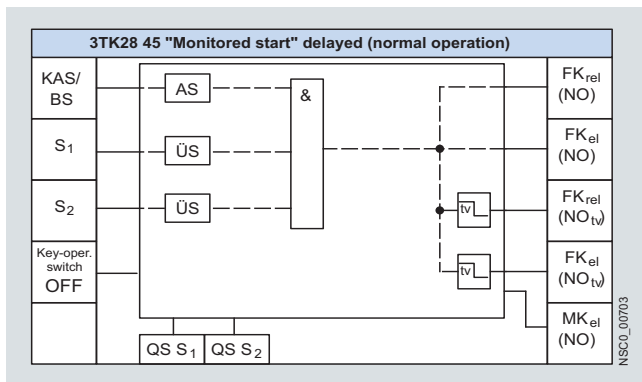 3TK28 45 "Monitored start" delayed (normal operation)
KAS/
BS
AS
&
FKrel
(NO)
S1
ÜS
FKel
(NO)
S2
ÜS
tv
FKrel
(NOtv)
Key-oper.
switch
OFF
tv
FKel
(NOtv)
MKel
(NO)
QS S1
QS S2
NSC0_00703